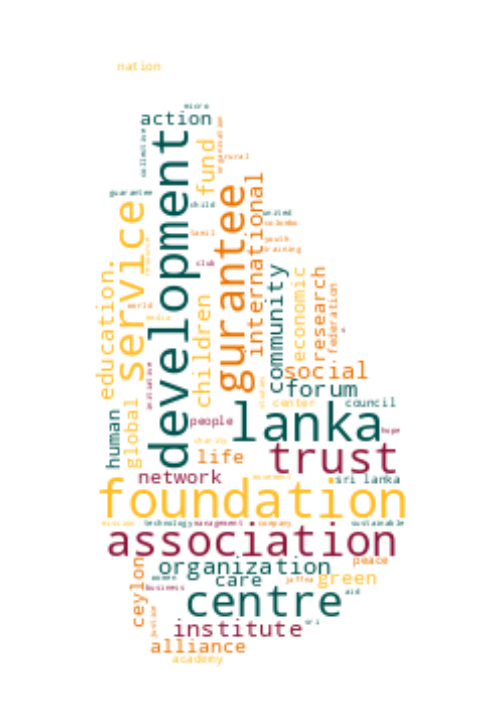 nation
micro
action
development
fund
rural
guarantee
child
gurantee
international
united
colombo
tamil
youth
training
service
club
education.
world
media
children
community
economic
research
federation
social
forum
center
council
human
global
people
lanka
hope
charity
life
trust
network
sri lanka
foundation
mission
technology
management
company
sustainable
association
organization
peace
ceylon
women
care
jaffna
green
business
centre
aid
institute
sri
alliance
academy